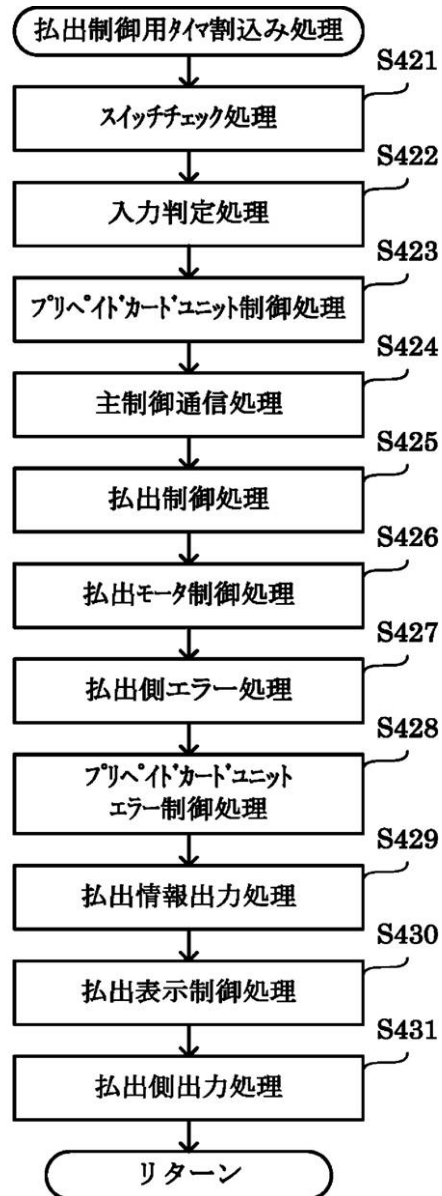 払出制御用ﾀｲﾏ割込み処理
S421
スイッチチェック処理
S422
入力判定処理
S423
ﾌﾟﾘﾍﾟｲﾄﾞｶｰﾄﾞﾕﾆｯﾄ制御処理
S424
主制御通信処理
S425
払出制御処理
S426
払出ﾓｰﾀ制御処理
S427
払出側エラー処理
S428
ﾌﾟﾘﾍﾟｲﾄﾞｶｰﾄﾞﾕﾆｯﾄ
エラー制御処理
S429
払出情報出力処理
S430
払出表示制御処理
S431
払出側出力処理
リターン